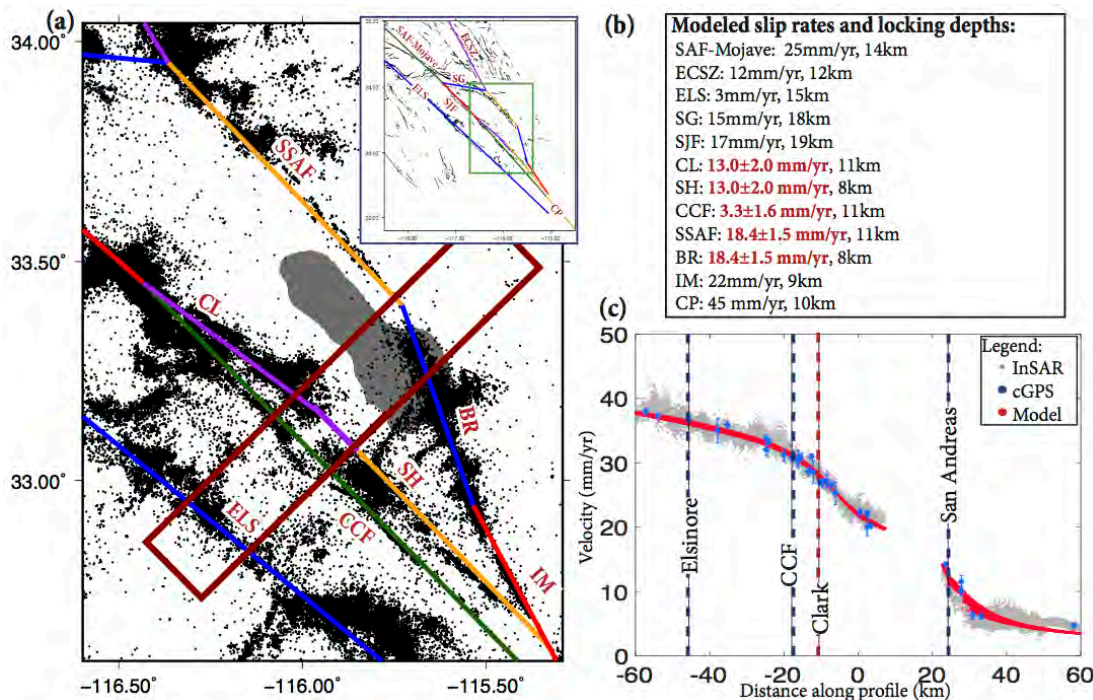 (a)
34.00°
33.50°
33.00°
−116.50°
−116.00°
−115.50°
SSAF
CL
BR
SH
CCF
ELS
IM
SAF-Mojave
ECSZ
SG
SJF
ELS
CP
(b)
Modeled slip rates and locking depths:
SAF-Mojave: 25mm/yr, 14km
ECSZ: 12mm/yr, 12km
ELS: 3mm/yr, 15km
SG: 15mm/yr, 18km
SJF: 17mm/yr, 19km
CL: 13.0±2.0 mm/yr, 11km
SH: 13.0±2.0 mm/yr, 8km
CCF: 3.3±1.6 mm/yr, 11km
SSAF: 18.4±1.5 mm/yr, 11km
BR: 18.4±1.5 mm/yr, 8km
IM: 22mm/yr, 9km
CP: 45 mm/yr, 10km
(c)
50
40
30
20
10
0
Velocity (mm/yr)
Legend:
InSAR
cGPS
Model
Elsinore
CCF
Clark
San Andreas
−60
−40
−20
0
20
40
60
Distance along profile (km)